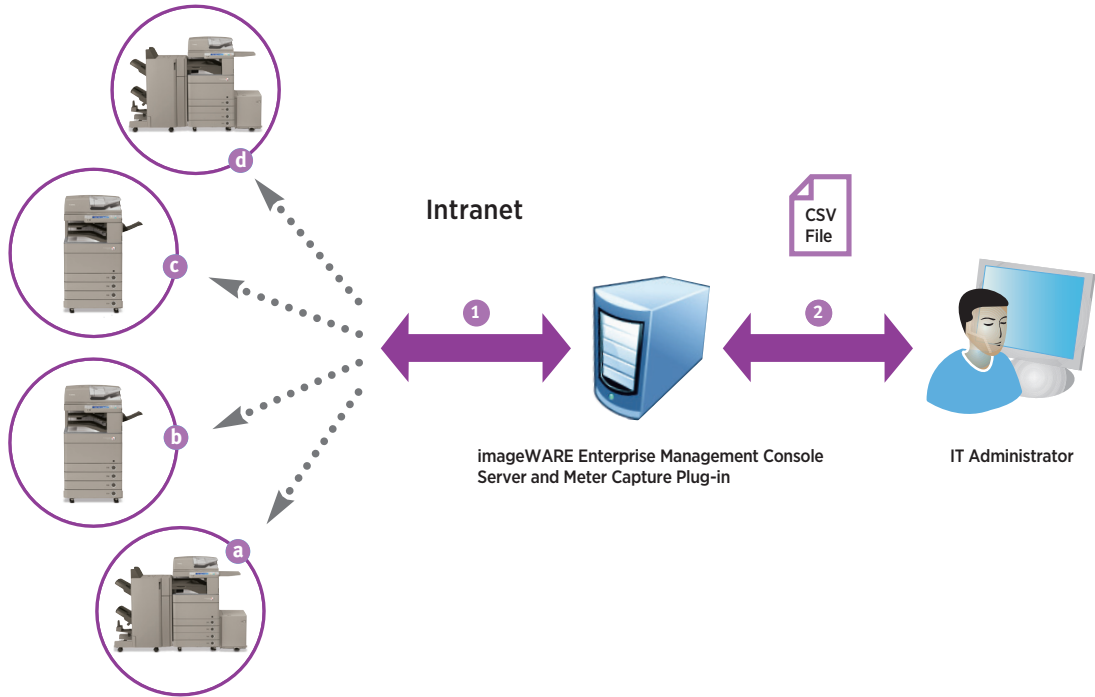 d
c
Intranet
CSV
File
1
2
b
imageWARE Enterprise Management Console
Server and Meter Capture Plug-in
IT Administrator
a